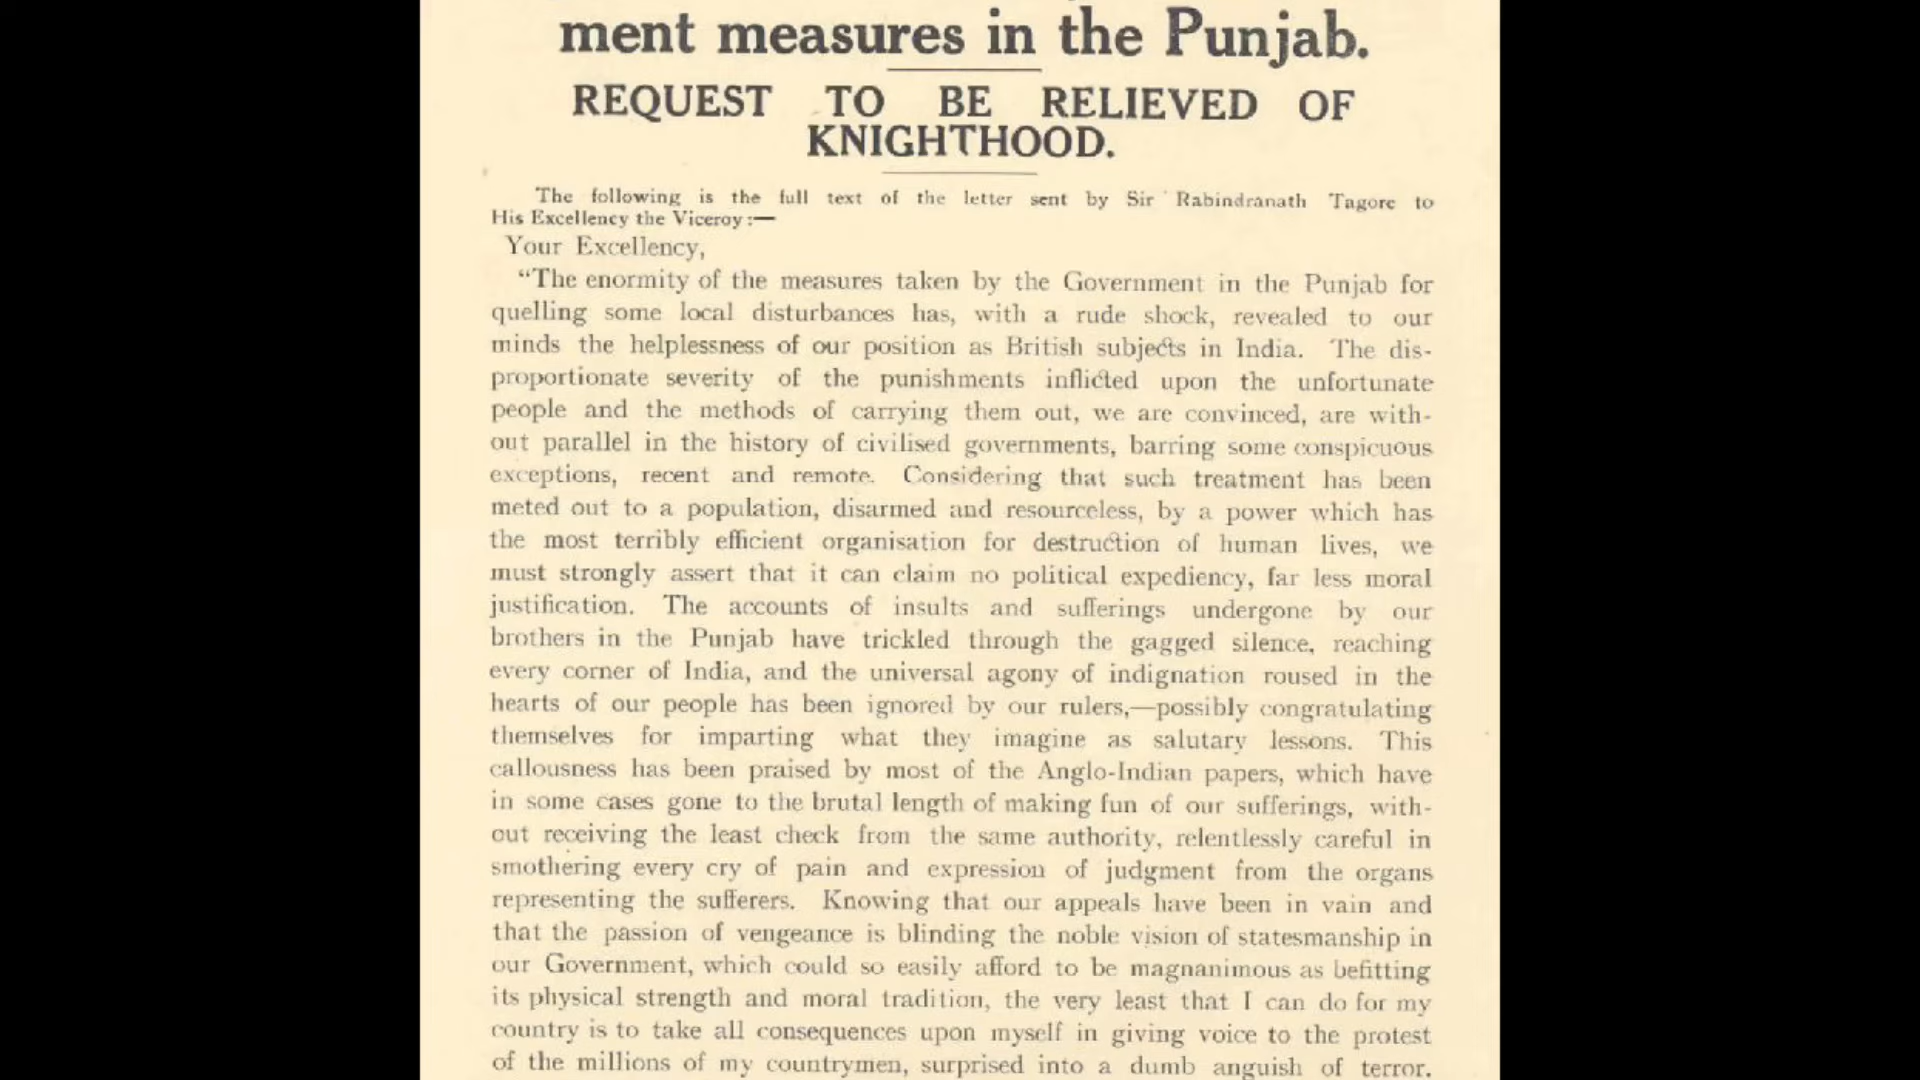 ment measures in the Punjab.
REQUEST TO BE RELIEVED OF
KNIGHTHOOD.
The following is the full text of the letter sent by Sir Rabindranath Tagore to
His Excellency the Viceroy :—
Your Excellency,
“The enormity of the measures taken by the Government in the Punjab for
quelling some local disturbances has, with a rude shock, revealed to our
minds the helplessness of our position as British subjects in India. The dis-
proportionate severity of the punishments inflicted upon the unfortunate
people and the methods of carrying them out, we are convinced, are with-
out parallel in the history of civilised governments, barring some conspicuous
exceptions, recent and remote. Considering that such treatment has been
meted out to a population, disarmed and resourceless, by a power which has
the most terribly efficient organisation for destruction of human lives, we
must strongly assert that it can claim no political expediency, far less moral
justification. The accounts of insults and sufferings undergone by our
brothers in the Punjab have trickled through the gagged silence, reaching
every corner of India, and the universal agony of indignation roused in the
hearts of our people has been ignored by our rulers,—possibly congratulating
themselves for imparting what they imagine as salutary lessons. This
callousness has been praised by most of the Anglo-Indian papers, which have
in some cases gone to the brutal length of making fun of our sufferings, with-
out receiving the least check from the same authority, relentlessly careful in
smothering every cry of pain and expression of judgment from the organs
representing the sufferers. Knowing that our appeals have been in vain and
that the passion of vengeance is blinding the noble vision of statesmanship in
our Government, which could so easily afford to be magnanimous as befitting
its physical strength and moral tradition, the very least that I can do for my
country is to take all consequences upon myself in giving voice to the protest
of the millions of my countrymen, surprised into a dumb anguish of terror.